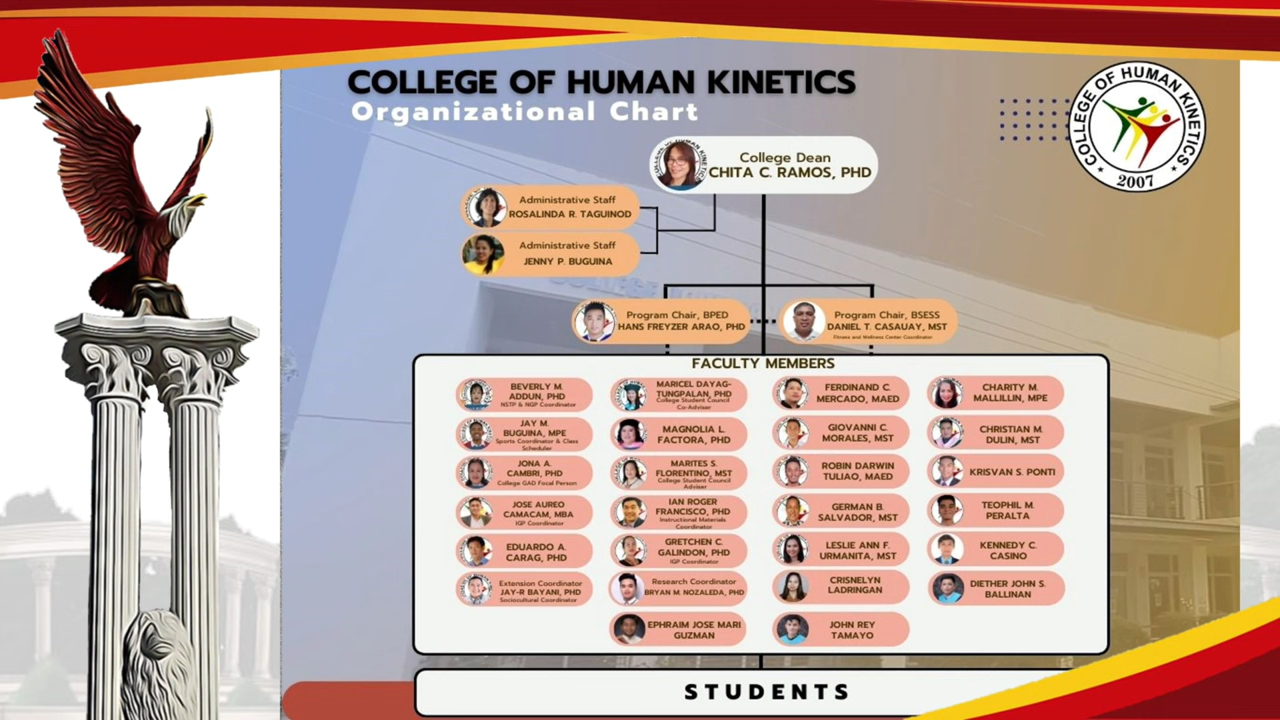 COLLEGE OF HUMAN KINETICS
Organizational Chart
COLLEGE OF HUMAN KINETICS
2007
College Dean
CHITA C. RAMOS, PHD
Administrative Staff
ROSALINDA R. TAGUINOD
Administrative Staff
JENNY P. BUGUINA
Program Chair, BPED
HANS FREYZER ARAO, PHD
Program Chair, BSESS
DANIEL T. CASAUAY, MST
Fitness and Wellness Center Coordinator
FACULTY MEMBERS
BEVERLY M.
ADDUN, PHD
NSTP & NGP Coordinator
JAY M.
BUGUINA, MPE
Sports Coordinator & Class
Scheduler
JONA A.
CAMBRI, PHD
College GAD Focal Person
JOSE AUREO
CAMACAM, MBA
IGP Coordinator
EDUARDO A.
CARAG, PHD
Extension Coordinator
JAY-R BAYANI, PHD
Sociocultural Coordinator
MARICEL DAYAG-
TUNGPALAN, PHD
College Student Council
Co-Adviser
MAGNOLIA L.
FACTORA, PHD
MARITES S.
FLORENTINO, MST
College Student Council
Adviser
IAN ROGER
FRANCISCO, PHD
Instructional Materials
Coordinator
GRETCHEN C.
GALINDON, PHD
IGP Coordinator
Research Coordinator
BRYAN M. NOZALEDA, PHD
EPHRAIM JOSE MARI
GUZMAN
FERDINAND C.
MERCADO, MAED
GIOVANNI C.
MORALES, MST
ROBIN DARWIN
TULIAO, MAED
GERMAN B.
SALVADOR, MST
LESLIE ANN F.
URMANITA, MST
CRISNELYN
LADRINGAN
JOHN REY
TAMAYO
CHARITY M.
MALLILLIN, MPE
CHRISTIAN M.
DULIN, MST
KRISVAN S. PONTI
TEOPHIL M.
PERALTA
KENNEDY C.
CASINO
DIETHER JOHN S.
BALLINAN
STUDENTS